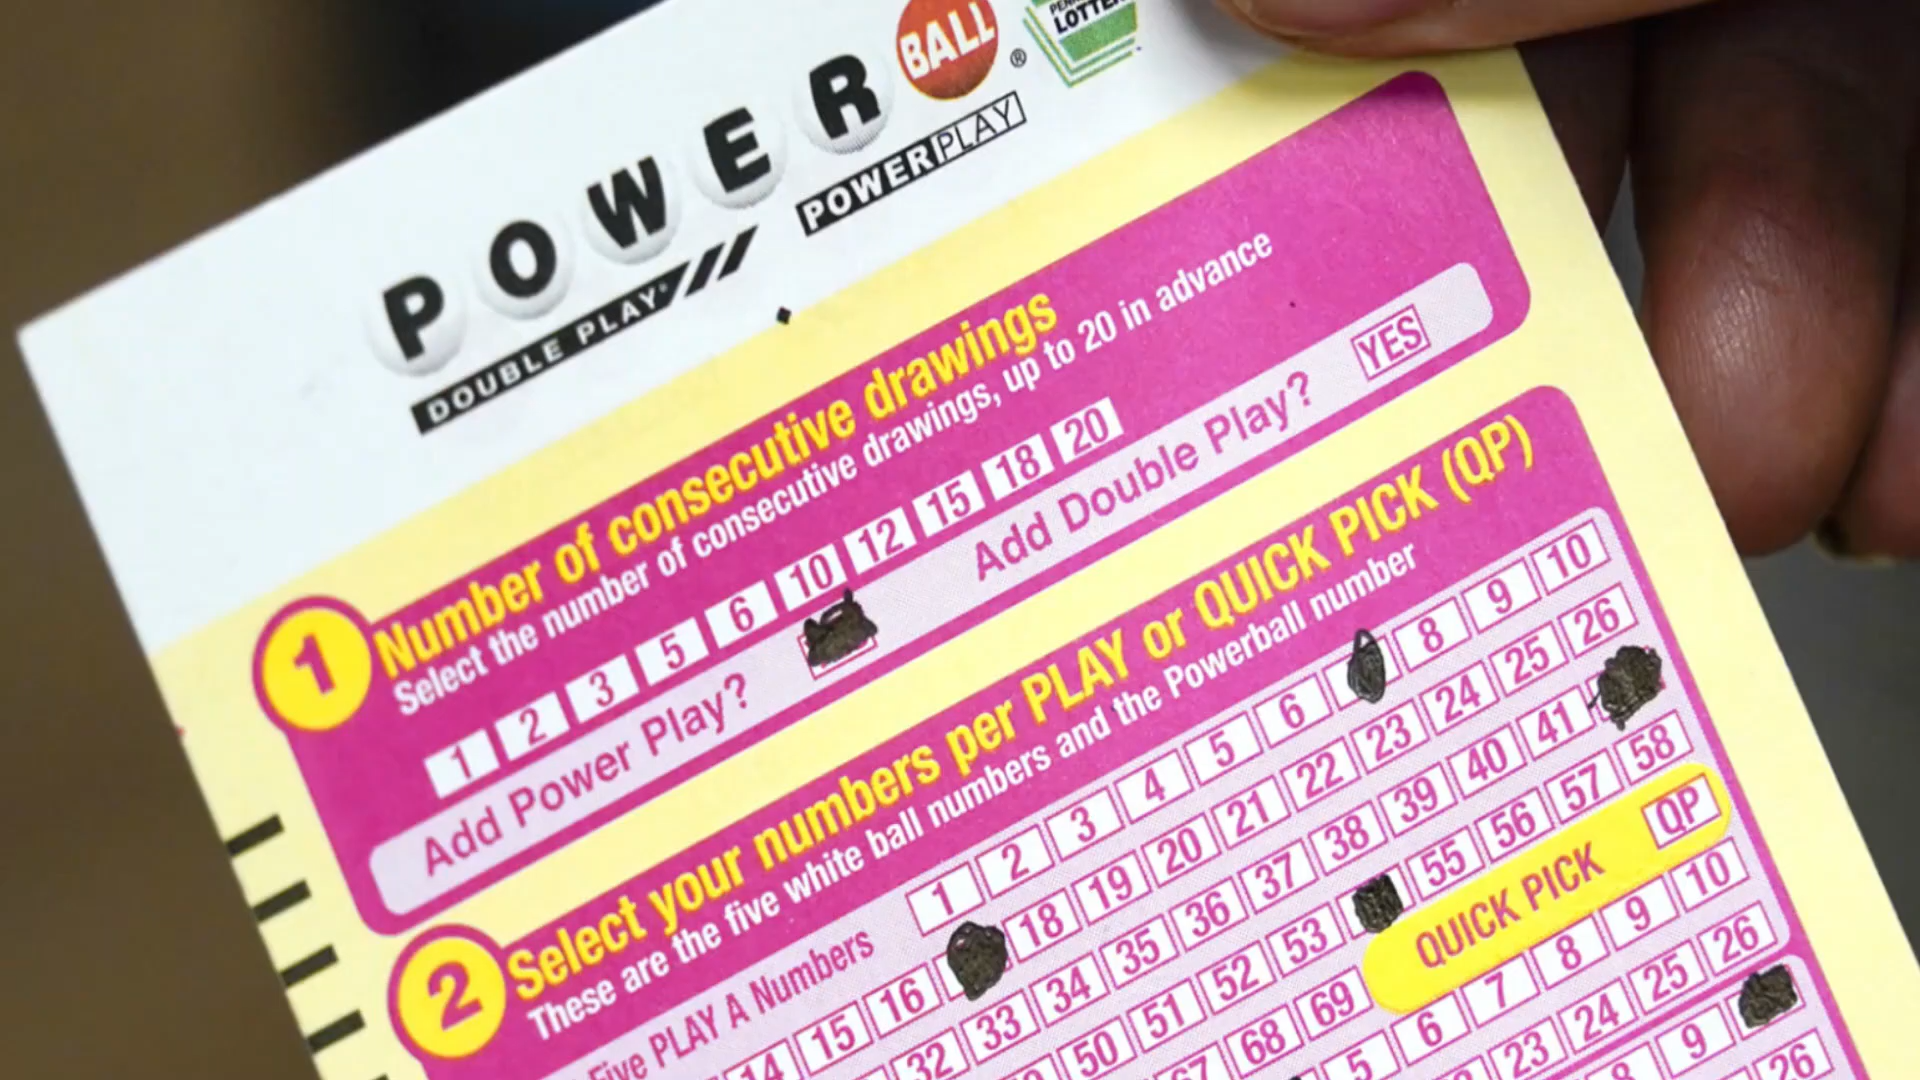 POWER BALL ®
LOTTERY
DOUBLE PLAY
POWERPLAY
1 Number of consecutive drawings
Select the number of consecutive drawings, up to 20 in advance
1 2 3 5 6 10 12 15 18 20
Add Power Play? Add Double Play? YES
2 Select your numbers per PLAY or QUICK PICK (QP)
These are the five white ball numbers and the Powerball number
Five PLAY A Numbers 1 2 3 4 5 6 8 9 10
14 15 16 18 19 20 21 22 23 24 25 26
32 33 34 35 36 37 38 39 40 41
50 51 52 53 55 56 57 58
67 68 69 QUICK PICK QP
5 6 7 8 9 10
23 24 25 26
8 9
26